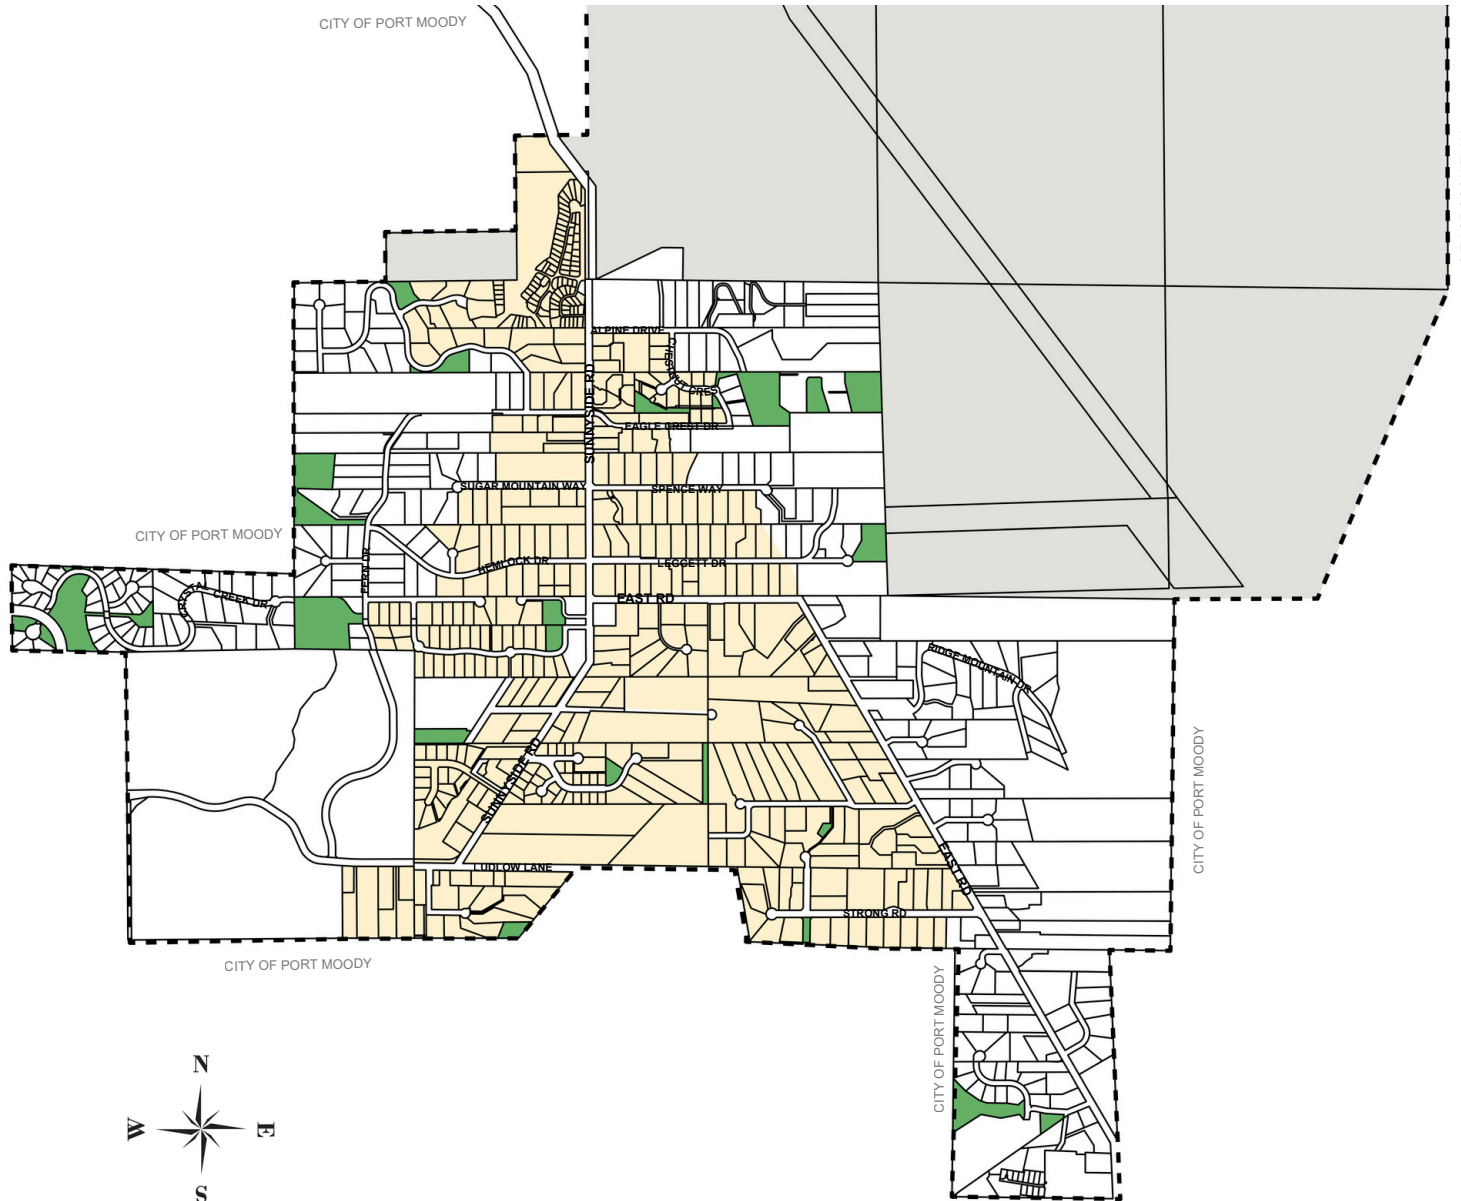 CITY OF PORT MOODY
ALPINE DRIVE
CHESTNUT CRES
SUNNYSIDE RD
EAGLE CREST DR
SUGAR MOUNTAIN WAY
SPENCE WAY
CITY OF PORT MOODY
FERN DR
HEMLOCK DR
LEGGETT DR
CRYSTAL CREEK DR
EAST RD
RIDGE MOUNTAIN DR
SUNNYSIDE RD
CITY OF PORT MOODY
EAST RD
LUDLOW LANE
STRONG RD
CITY OF PORT MOODY
CITY OF PORT MOODY
N
W
E
S